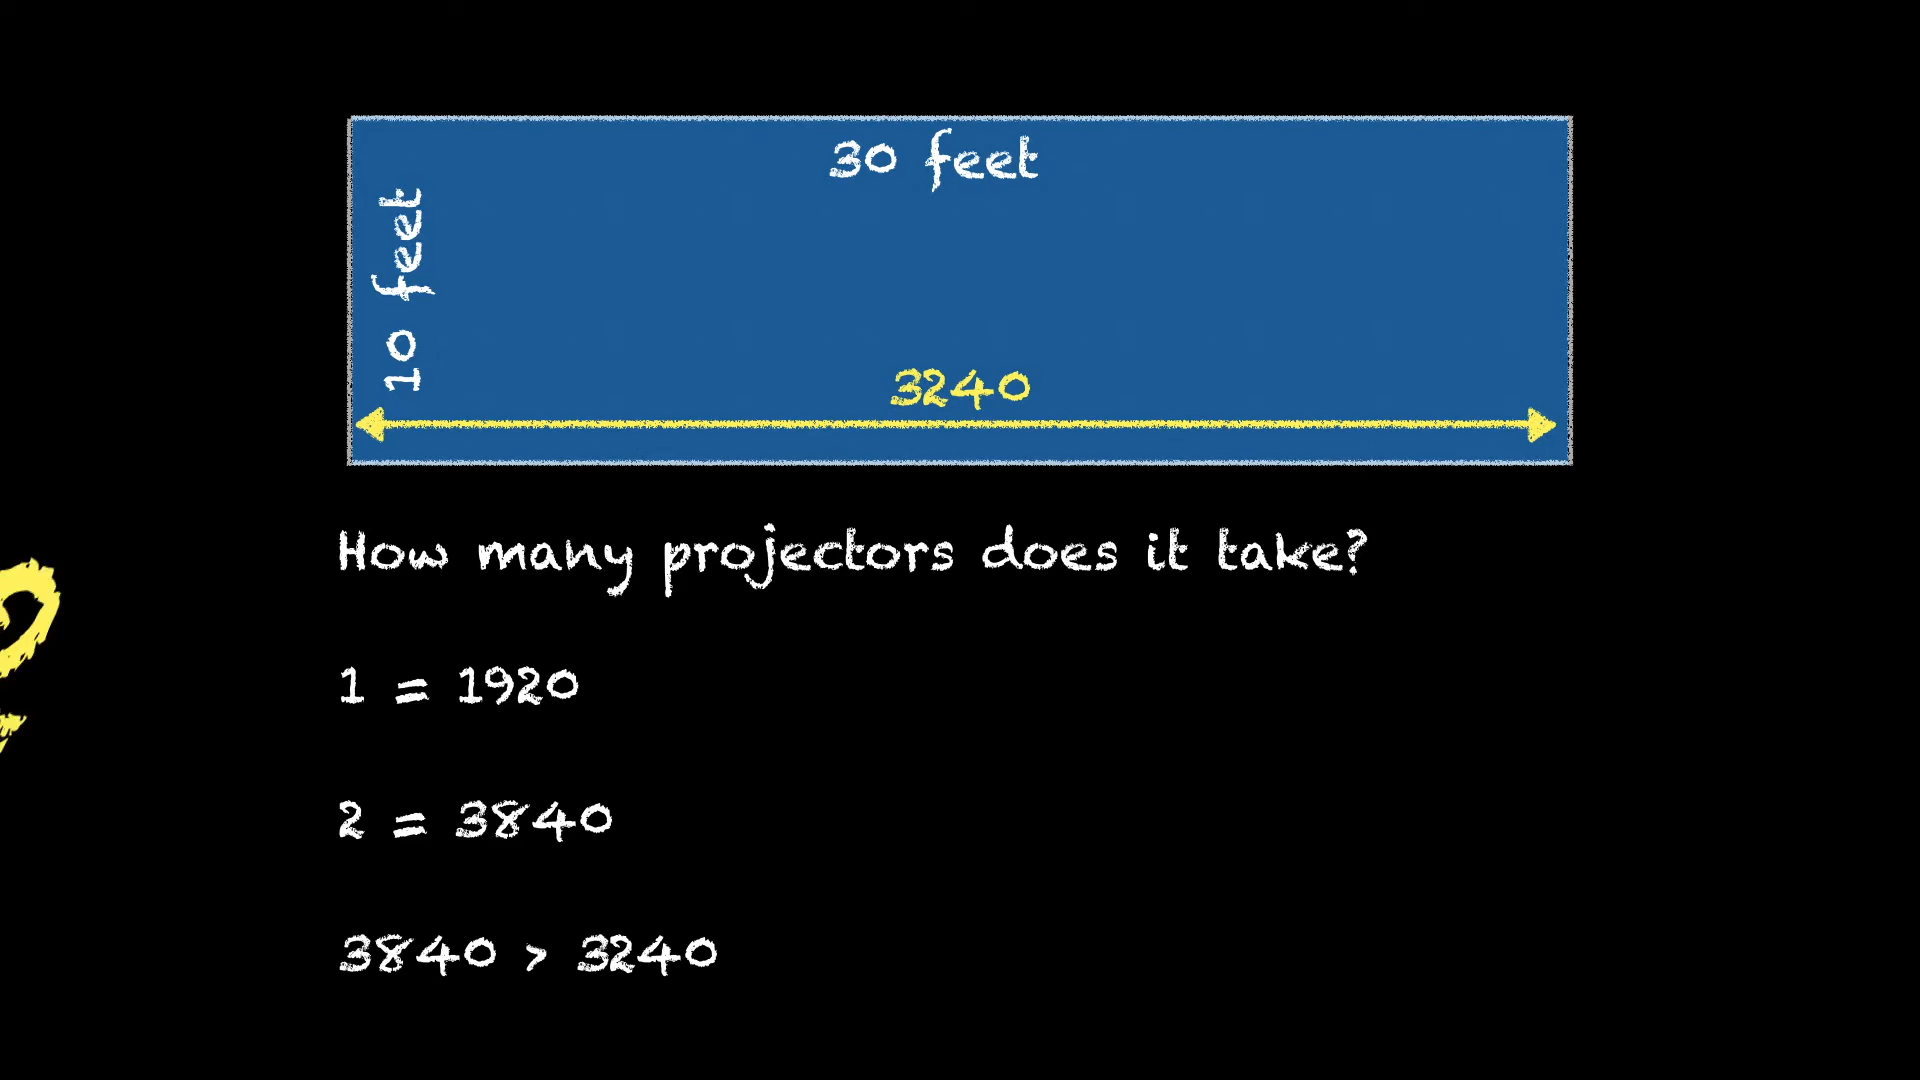 30 feet
10 feet
3240
How many projectors does it take?
1 = 1920
2 = 3840
3840 > 3240